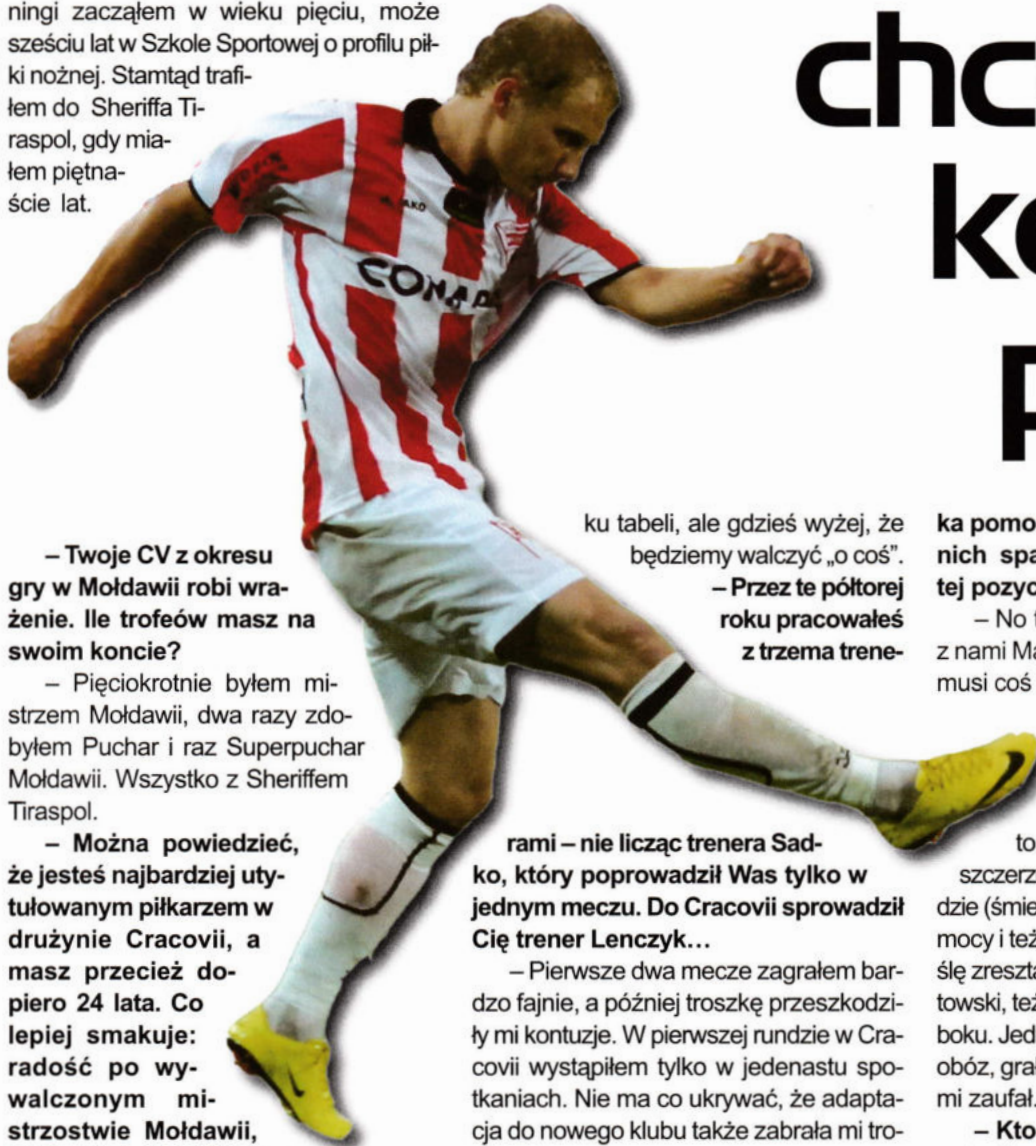 ningi zacząłem w wieku pięciu, może
sześciu lat w Szkole Sportowej o profilu pił-
ki nożnej. Stamtąd trafi-
łem do Sheriffa Ti-
raspol, gdy mia-
łem piętna-
ście lat.
– Twoje CV z okresu
gry w Mołdawii robi wra-
żenie. Ile trofeów masz na
swoim koncie?
– Pięciokrotnie byłem mi-
strzem Mołdawii, dwa razy zdo-
byłem Puchar i raz Superpuchar
Mołdawii. Wszystko z Sheriffem
Tiraspol.
– Można powiedzieć,
że jesteś najbardziej uty-
tułowanym piłkarzem w
drużynie Cracovii, a
masz przecież do-
piero 24 lata. Co
lepiej smakuje:
radość po wy-
walczonym mi-
strzostwie Mołdawii,
JAKO
ku tabeli, ale gdzieś wyżej, że
będziemy walczyć „o coś”.
– Przez te półtorej
roku pracowałeś
z trzema trene-
rami – nie licząc trenera Sad-
ko, który poprowadził Was tylko w
jednym meczu. Do Cracovii sprowadził
Cię trener Lenczyk…
– Pierwsze dwa mecze zagrałem bar-
dzo fajnie, a później troszkę przeszkodzi-
ły mi kontuzje. W pierwszej rundzie w Cra-
covii wystąpiłem tylko w jedenastu spo-
tkaniach. Nie ma co ukrywać, że adapta-
cja do nowego klubu także zabrała mi tro-
chc
ka pomo
nich spa
tej pozyc
– No
z nami Ma
musi coś
to
szczerz
dzie (śmie
mocy i też
ślę zreszta
towski, też
boku. Jed
obóz, gra
mi zaufał.
– Kto